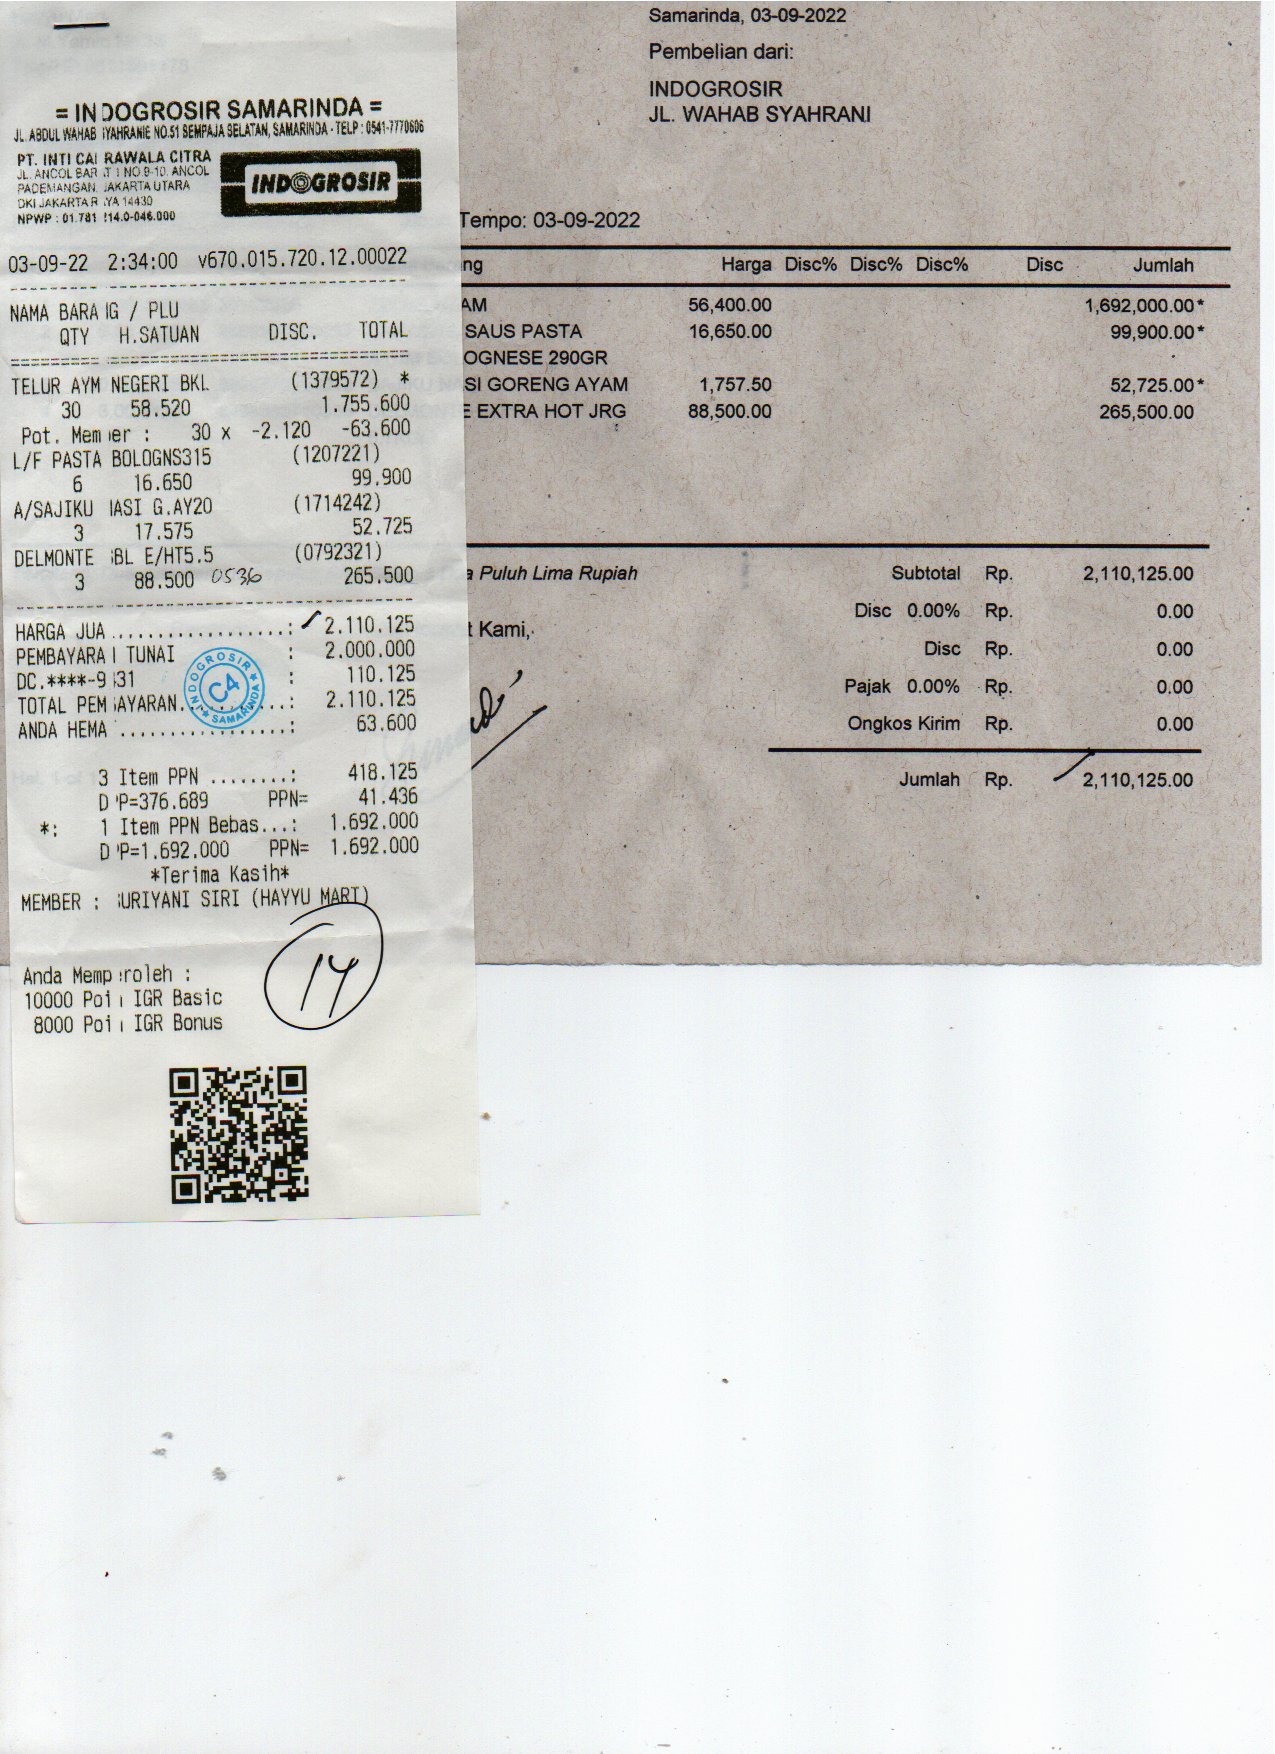 = INDOGROSIR SAMARINDA =
JL. ABDUL WAHAB SYAHRANIE NO.51 SEMPAJA SELATAN, SAMARINDA - TELP : 0541-7770606
PT. INTI CAKRAWALA CITRA
JL. ANCOL BARAT I NO.9-10, ANCOL
PADEMANGAN, JAKARTA UTARA
DKI JAKARTA RAYA 14430
NPWP : 01.781 14.0-046.000
INDOGROSIR
03-09-22 2:34:00 v670.015.720.12.00022
NAMA BARANG / PLU
QTY H.SATUAN DISC. TOTAL
TELUR AYM NEGERI BKL (1379572) *
30 58.520 1.755.600
Pot. Member : 30 x -2.120 -63.600
L/F PASTA BOLOGNS315 (1207221)
6 16.650 99.900
A/SAJIKU NASI G.AY20 (1714242)
3 17.575 52.725
DELMONTE SBL E/HT5.5 (0792321)
3 88.500 0536 265.500
HARGA JUA ..................: 2.110.125
PEMBAYARAN TUNAI : 2.000.000
DC.****-9 31 : 110.125
TOTAL PEMBAYARAN............: 2.110.125
ANDA HEMA ..................: 63.600
INDOGROSIR
C4
SAMARINDA
3 Item PPN ........: 418.125
DPP=376.689 PPN= 41.436
*: 1 Item PPN Bebas...: 1.692.000
DPP=1.692.000 PPN= 1.692.000
*Terima Kasih*
MEMBER : SURIYANI SIRI (HAYYU MART)
14
Anda Memperoleh :
10000 Poin IGR Basic
8000 Poin IGR Bonus
Samarinda, 03-09-2022
Pembelian dari:
INDOGROSIR
JL. WAHAB SYAHRANI
Tempo: 03-09-2022
ng Harga Disc% Disc% Disc% Disc Jumlah
AM 56,400.00 1,692,000.00*
SAUS PASTA 16,650.00 99,900.00*
OGNESE 290GR
SI GORENG AYAM 1,757.50 52,725.00*
E EXTRA HOT JRG 88,500.00 265,500.00
a Puluh Lima Rupiah
t Kami,
Subtotal Rp. 2,110,125.00
Disc 0.00% Rp. 0.00
Disc Rp. 0.00
Pajak 0.00% Rp. 0.00
Ongkos Kirim Rp. 0.00
Jumlah Rp. 2,110,125.00